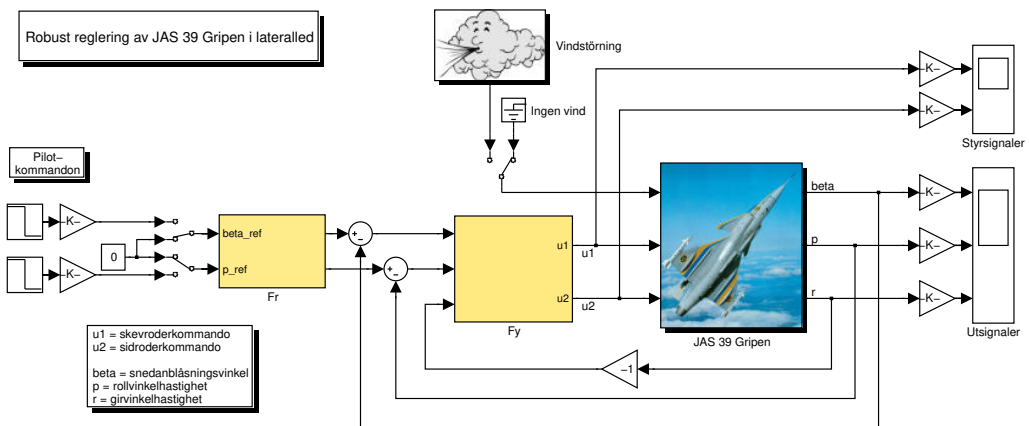 Robust reglering av JAS 39 Gripen i lateralled
Vindstörning
Ingen vind
-K-
-K-
Styrsignaler
Pilot-
kommandon
-K-
-K-
0
beta_ref
p_ref
Fr
+
-
+
-
u1
u2
Fy
u1
u2
beta
p
r
JAS 39 Gripen
-K-
-K-
-K-
Utsignaler
-1
u1 = skevroderkommando
u2 = sidroderkommando
beta = snedanblåsningsvinkel
p = rollvinkelhastighet
r = girvinkelhastighet